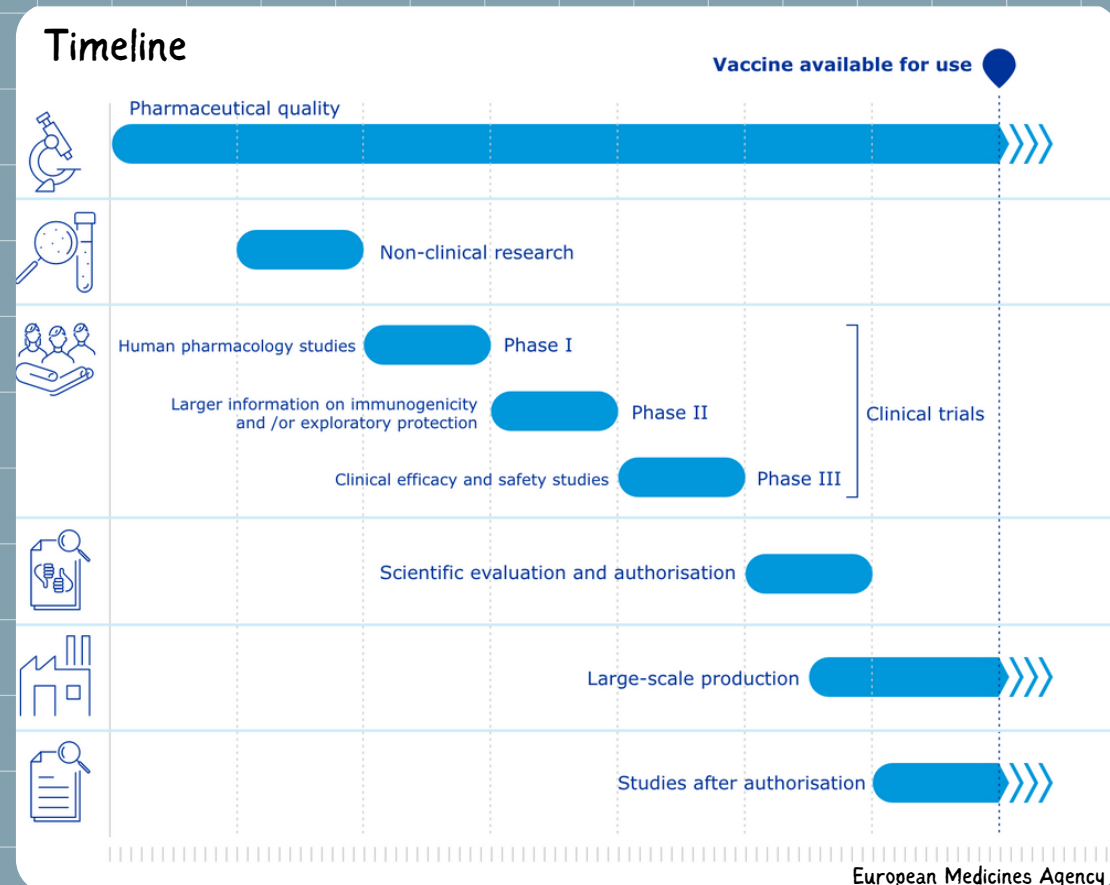 Timeline
Vaccine available for use
Pharmaceutical quality
Non-clinical research
Human pharmacology studies
Phase I
Larger information on immunogenicity
and /or exploratory protection
Phase II
Clinical trials
Clinical efficacy and safety studies
Phase III
Scientific evaluation and authorisation
Large-scale production
Studies after authorisation
European Medicines Agency